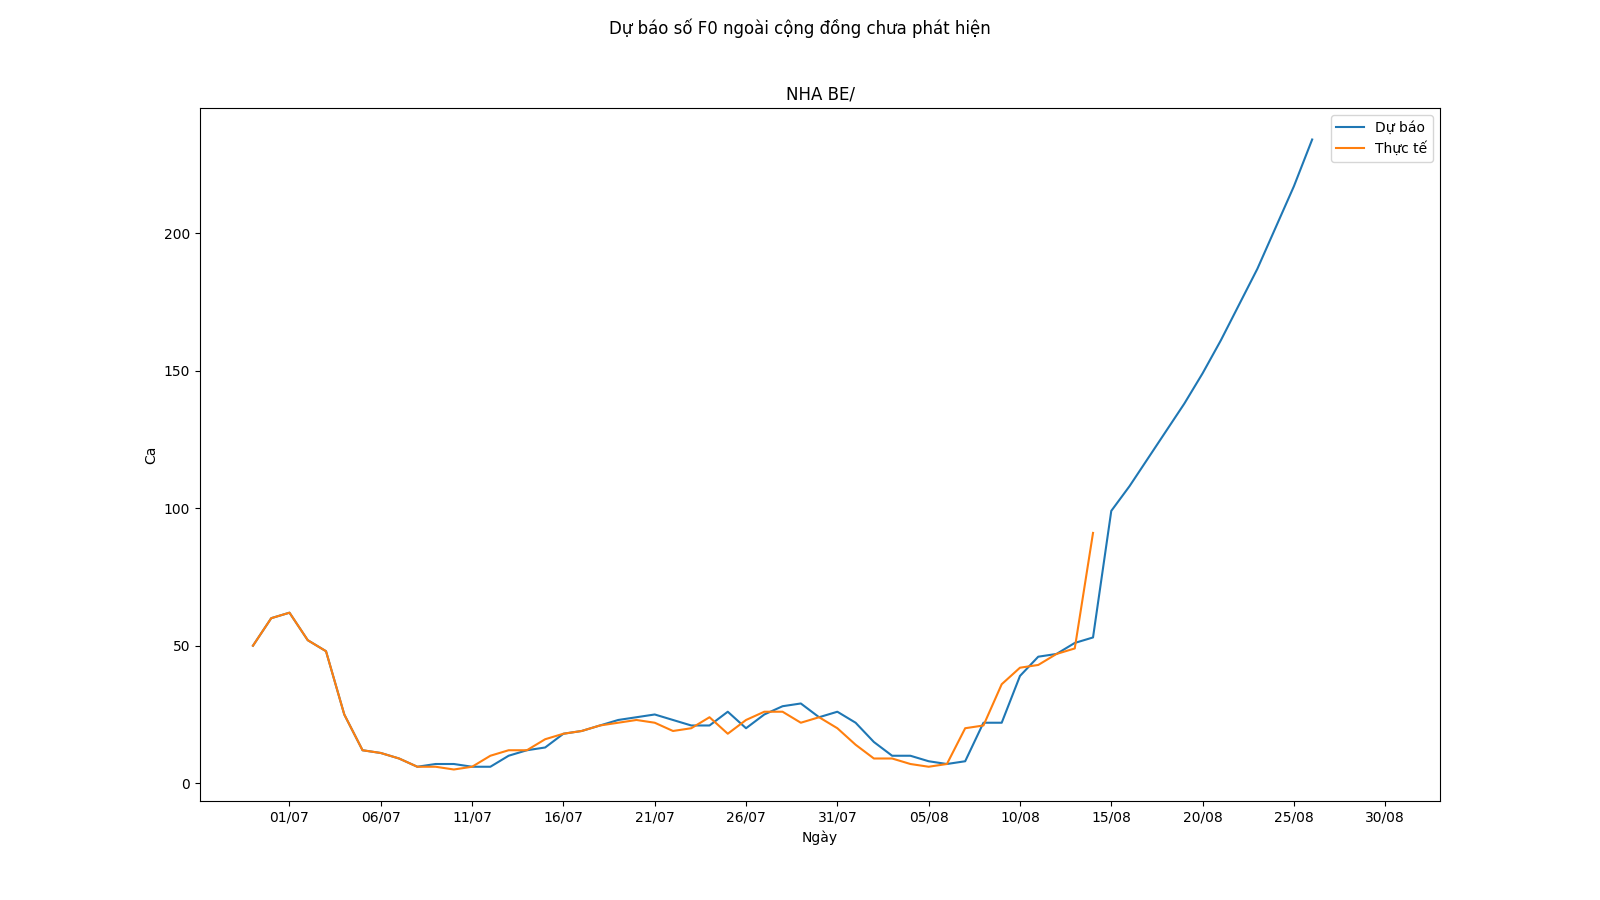 Dự báo số F0 ngoài cộng đồng chưa phát hiện
NHA BE/
Dự báo
Thực tế
Ca
200
150
100
50
0
01/07 06/07 11/07 16/07 21/07 26/07 31/07 05/08 10/08 15/08 20/08 25/08 30/08
Ngày